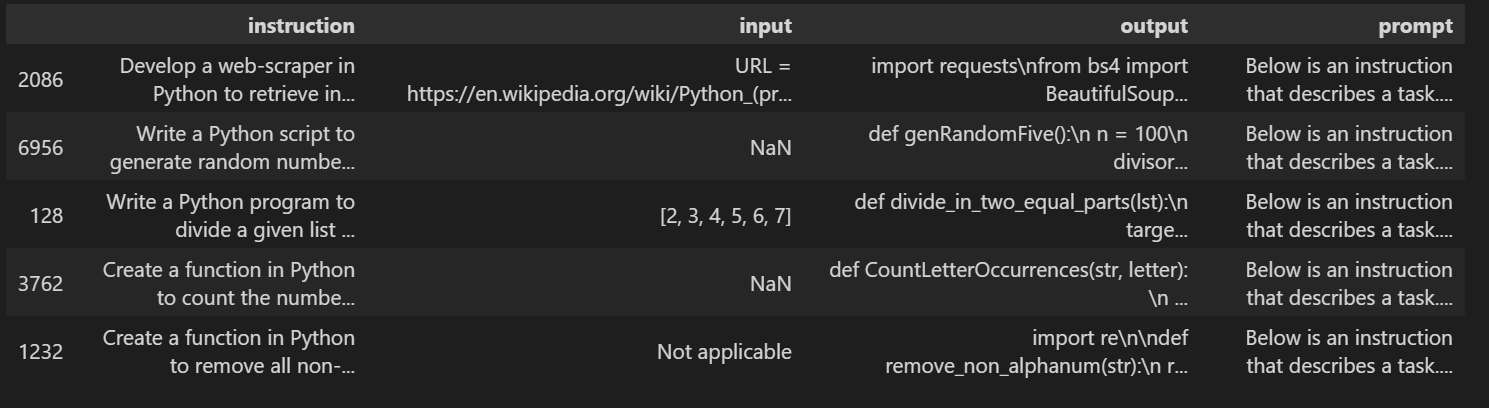 instruction input output prompt
2086 Develop a web-scraper in Python to retrieve in... URL = https://en.wikipedia.org/wiki/Python_(pr... import requests\nfrom bs4 import BeautifulSoup... Below is an instruction that describes a task....
6956 Write a Python script to generate random numbe... NaN def genRandomFive():\n n = 100\n divisor... Below is an instruction that describes a task....
128 Write a Python program to divide a given list ... [2, 3, 4, 5, 6, 7] def divide_in_two_equal_parts(lst):\n targe... Below is an instruction that describes a task....
3762 Create a function in Python to count the numbe... NaN def CountLetterOccurrences(str, letter): \n ... Below is an instruction that describes a task....
1232 Create a function in Python to remove all non-... Not applicable import re\n\ndef remove_non_alphanum(str):\n r... Below is an instruction that describes a task....